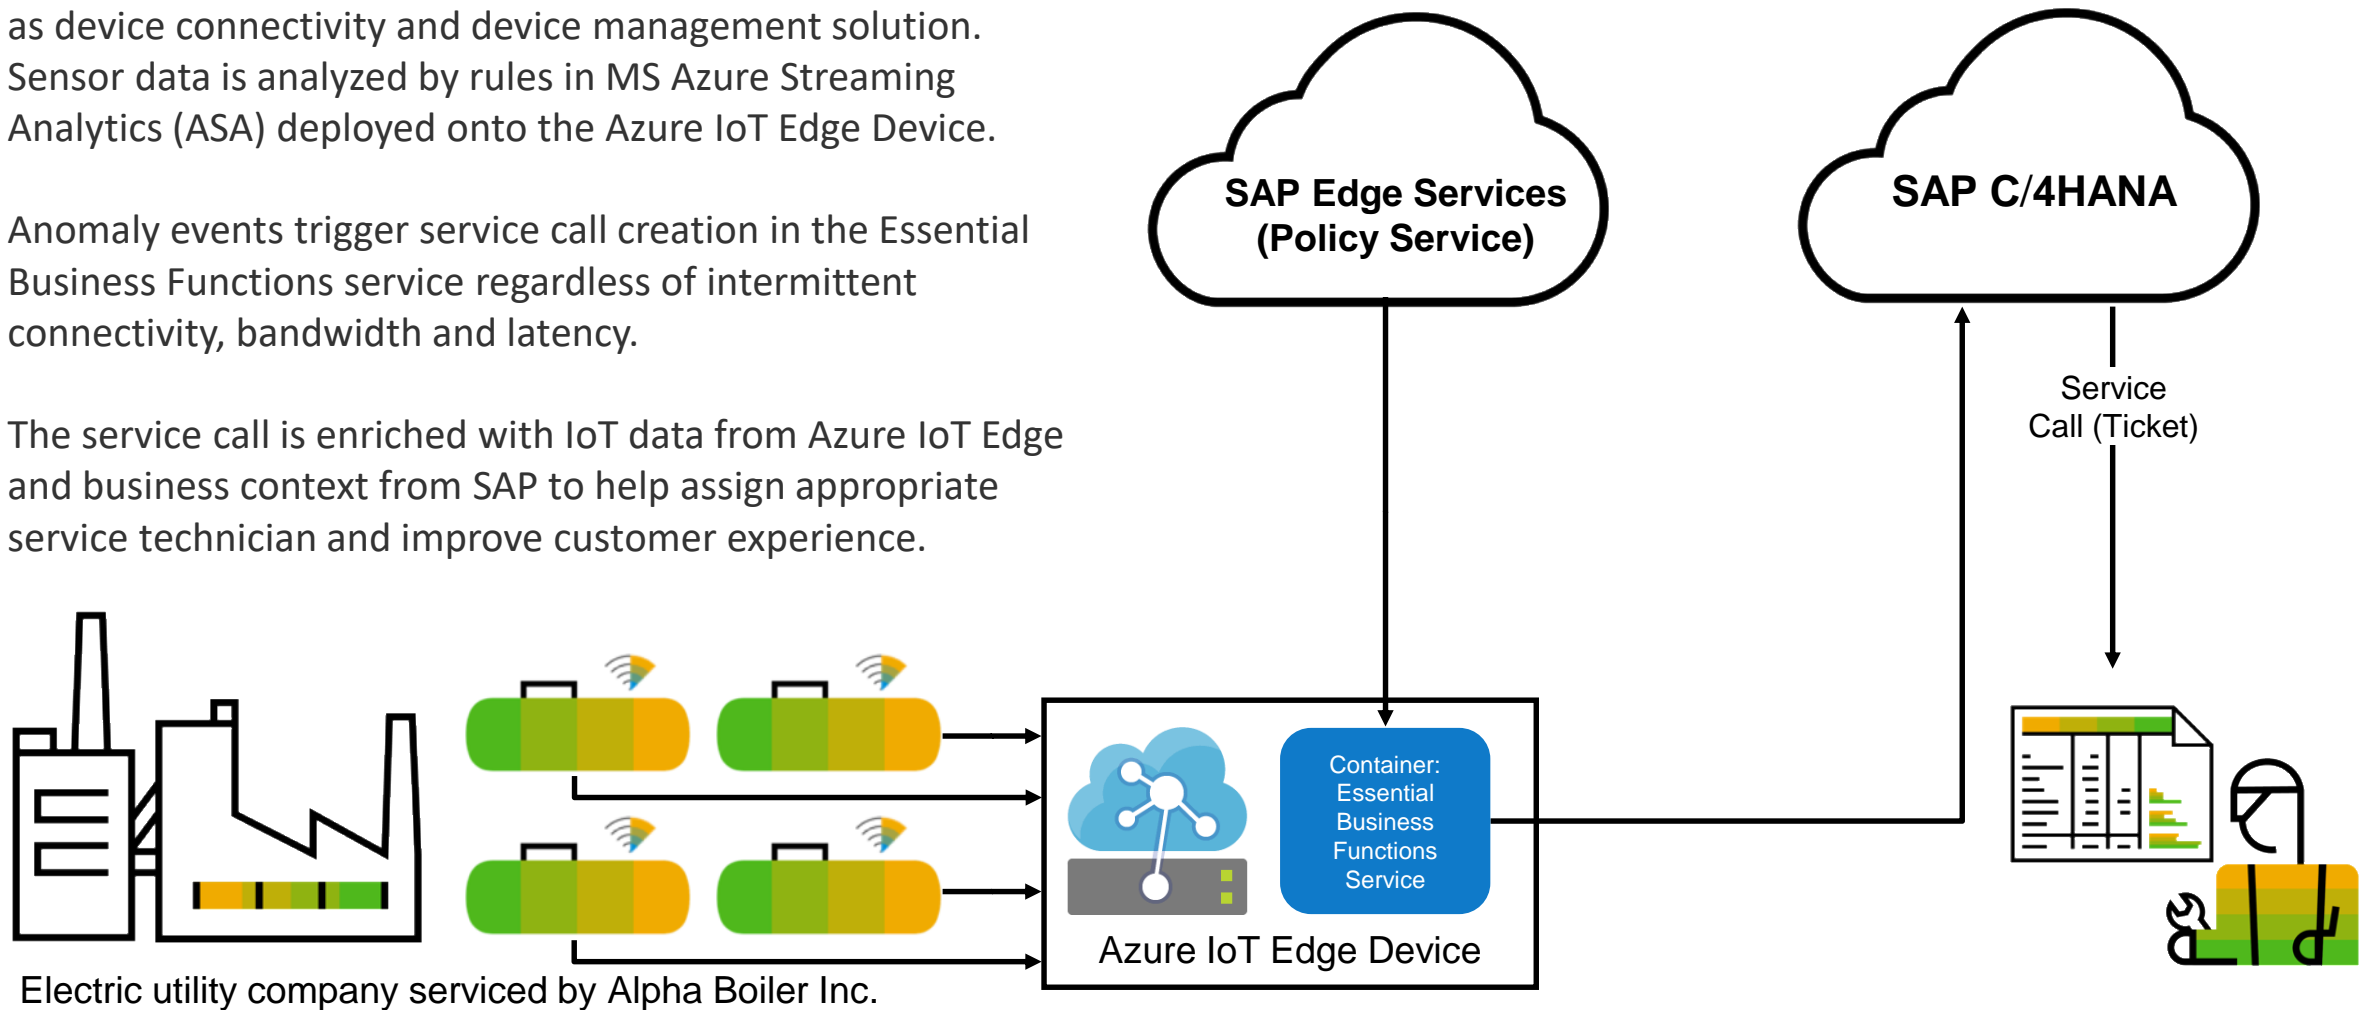 as device connectivity and device management solution.
Sensor data is analyzed by rules in MS Azure Streaming
Analytics (ASA) deployed onto the Azure IoT Edge Device.
Anomaly events trigger service call creation in the Essential
Business Functions service regardless of intermittent
connectivity, bandwidth and latency.
The service call is enriched with IoT data from Azure IoT Edge
and business context from SAP to help assign appropriate
service technician and improve customer experience.
SAP Edge Services
(Policy Service)
SAP C/4HANA
Service
Call (Ticket)
Container:
Essential
Business
Functions
Service
Azure IoT Edge Device
Electric utility company serviced by Alpha Boiler Inc.